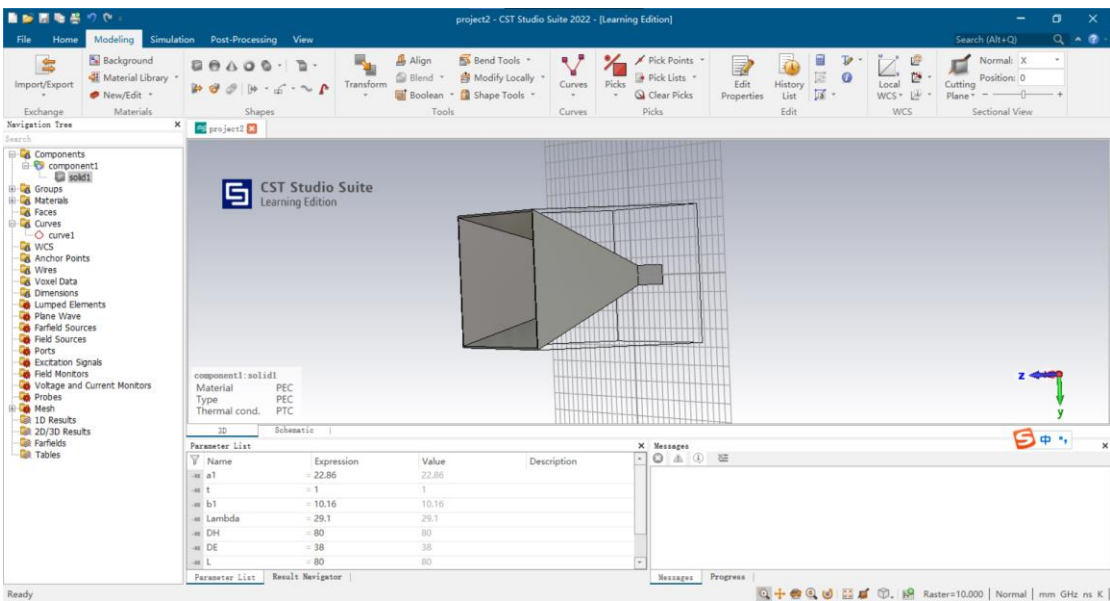 project2 - CST Studio Suite 2022 - [Learning Edition]
File Home Modeling Simulation Post-Processing View Search (Alt+Q)
Import/Export
Exchange
Background
Material Library
New/Edit
Materials
Shapes
Transform
Align
Blend
Boolean
Bend Tools
Modify Locally
Shape Tools
Tools
Curves
Curves
Picks
Pick Points
Pick Lists
Clear Picks
Picks
Edit
Properties
History
List
Edit
Local
WCS
WCS
Cutting
Plane
Normal: X
Position: 0
Sectional View
Navigation Tree
Search
Components
component1
solid1
Groups
Materials
Faces
Curves
curve1
WCS
Anchor Points
Wires
Voxel Data
Dimensions
Lumped Elements
Plane Wave
Farfield Sources
Field Sources
Ports
Excitation Signals
Field Monitors
Voltage and Current Monitors
Probes
Mesh
1D Results
2D/3D Results
Farfields
Tables
project2
CST Studio Suite
Learning Edition
z
y
component1:solid1
Material PEC
Type PEC
Thermal cond. PTC
3D Schematic
中
Parameter List
Name Expression Value Description
a1 = 22.86 22.86
t = 1 1
b1 = 10.16 10.16
Lambda = 29.1 29.1
DH = 80 80
DE = 38 38
L = 80 80
Parameter List Result Navigator
Messages
Messages Progress
Ready
Raster=10.000 Normal mm GHz ns K